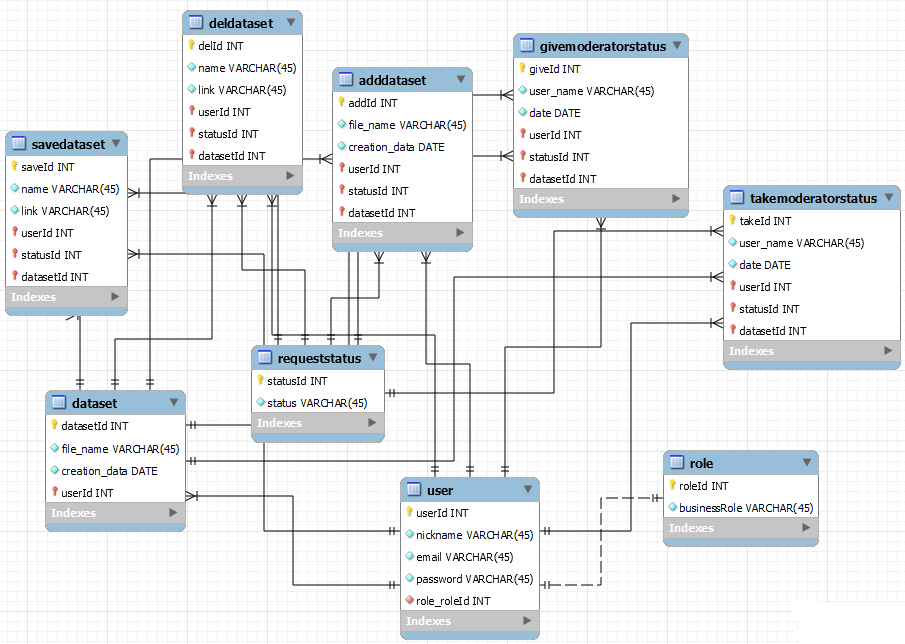 deldataset
delId INT
name VARCHAR(45)
link VARCHAR(45)
userId INT
statusId INT
datasetId INT
Indexes
adddataset
addId INT
file_name VARCHAR(45)
creation_data DATE
userId INT
statusId INT
datasetId INT
Indexes
givemoderatorstatus
giveId INT
user_name VARCHAR(45)
date DATE
userId INT
statusId INT
datasetId INT
Indexes
savedataset
saveId INT
name VARCHAR(45)
link VARCHAR(45)
userId INT
statusId INT
datasetId INT
Indexes
takemoderatorstatus
takeId INT
user_name VARCHAR(45)
date DATE
userId INT
statusId INT
datasetId INT
Indexes
requeststatus
statusId INT
status VARCHAR(45)
Indexes
dataset
datasetId INT
file_name VARCHAR(45)
creation_data DATE
userId INT
Indexes
user
userId INT
nickname VARCHAR(45)
email VARCHAR(45)
password VARCHAR(45)
role_roleId INT
Indexes
role
roleId INT
businessRole VARCHAR(45)
Indexes